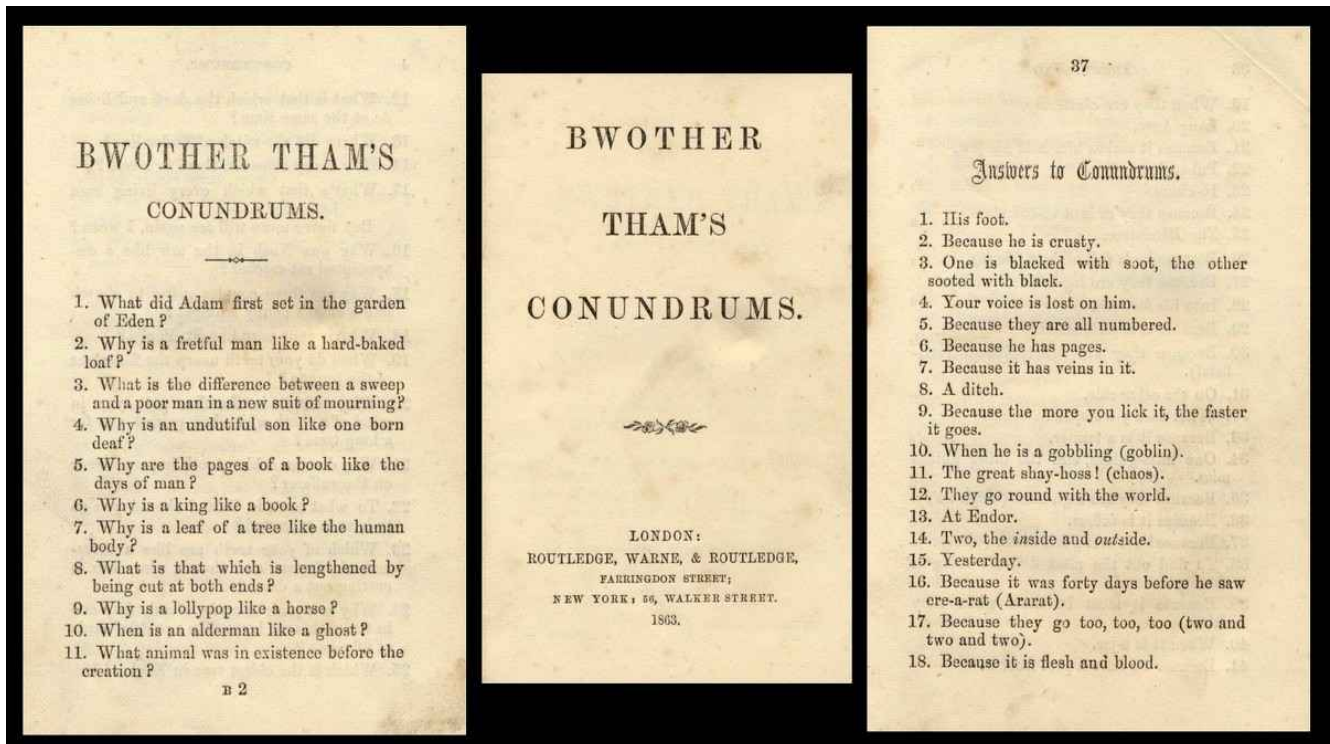 BWOTHER THAM'S
CONUNDRUMS.
1. What did Adam first set in the garden
of Eden?
2. Why is a fretful man like a hard-baked
loaf?
3. What is the difference between a sweep
and a poor man in a new suit of mourning?
4. Why is an undutiful son like one born
deaf?
5. Why are the pages of a book like the
days of man?
6. Why is a king like a book?
7. Why is a leaf of a tree like the human
body?
8. What is that which is lengthened by
being cut at both ends?
9. Why is a lollypop like a horse?
10. When is an alderman like a ghost?
11. What animal was in existence before the
creation?
B 2
BWOTHER
THAM'S
CONUNDRUMS.
LONDON:
ROUTLEDGE, WARNE, & ROUTLEDGE,
FARRINGDON STREET;
NEW YORK; 56, WALKER STREET.
1863.
37
Answers to Conundrums.
1. His foot.
2. Because he is crusty.
3. One is blacked with soot, the other
sooted with black.
4. Your voice is lost on him.
5. Because they are all numbered.
6. Because he has pages.
7. Because it has veins in it.
8. A ditch.
9. Because the more you lick it, the faster
it goes.
10. When he is a gobbling (goblin).
11. The great shay-hoss! (chaos).
12. They go round with the world.
13. At Endor.
14. Two, the inside and outside.
15. Yesterday.
16. Because it was forty days before he saw
ere-a-rat (Ararat).
17. Because they go too, too, too (two and
two and two).
18. Because it is flesh and blood.